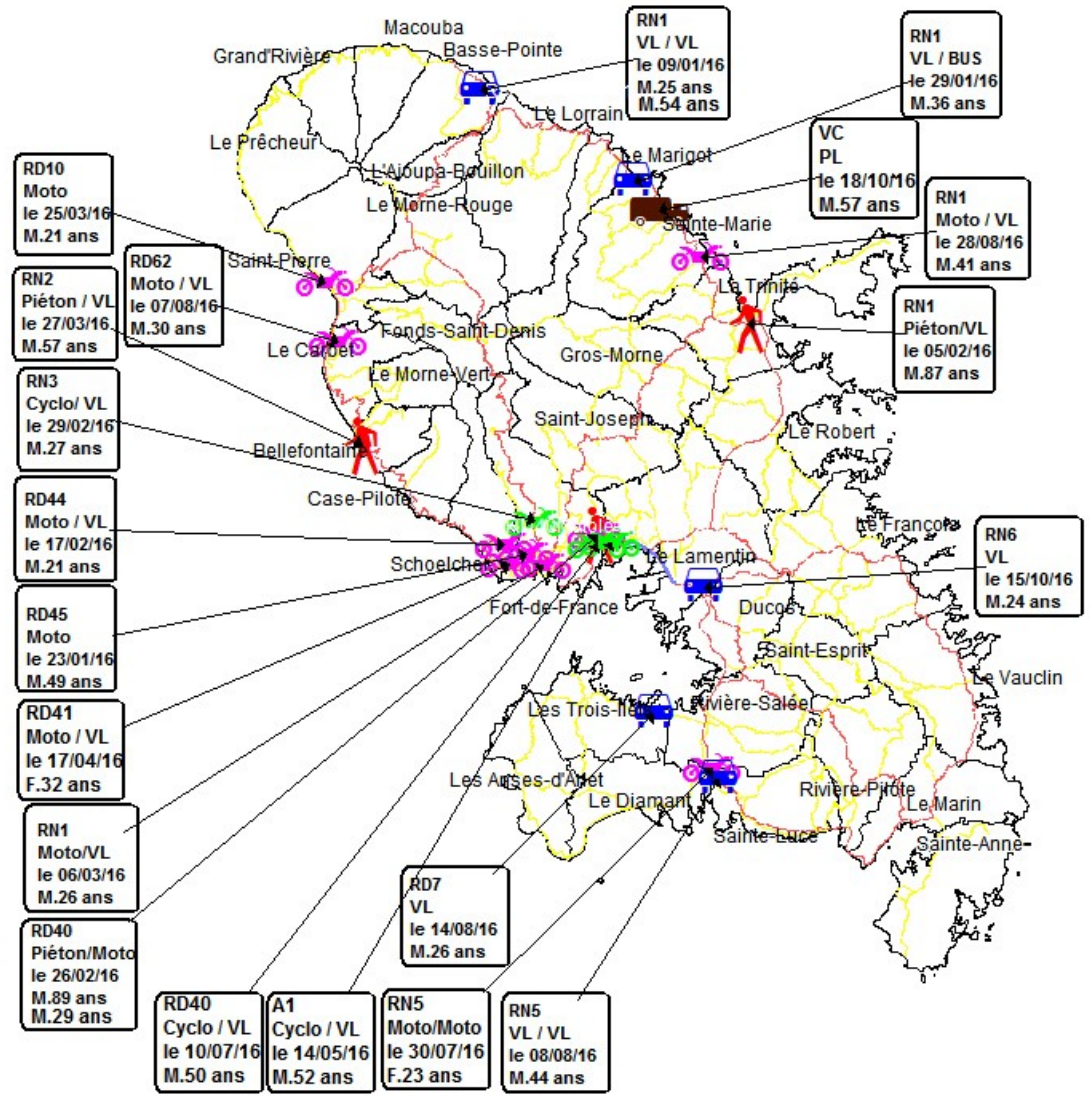 Macouba
Grand'Rivière
Basse-Pointe
RN1
VL / VL
le 09/01/16
M.25 ans
M.54 ans
RN1
VL / BUS
le 29/01/16
M.36 ans
Le Lorrain
Le Prêcheur
Le Marigot
VC
PL
le 18/10/16
M.57 ans
L'Ajoupa-Bouillon
RD10
Moto
le 25/03/16
M.21 ans
Le Morne-Rouge
Sainte-Marie
RN1
Moto / VL
le 28/08/16
M.41 ans
Saint-Pierre
RD62
Moto / VL
le 07/08/16
M.30 ans
RN2
Piéton / VL
le 27/03/16
M.57 ans
La Trinité
RN1
Piéton/VL
le 05/02/16
M.87 ans
Fonds-Saint-Denis
Le Carbet
Gros-Morne
Le Morne-Vert
RN3
Cyclo/ VL
le 29/02/16
M.27 ans
Saint-Joseph
Le Robert
Bellefontaine
Case-Pilote
RD44
Moto / VL
le 17/02/16
M.21 ans
Le François
RN6
VL
le 15/10/16
M.24 ans
Schoelcher
Le Lamentin
Fort-de-France
Ducos
RD45
Moto
le 23/01/16
M.49 ans
Saint-Esprit
Le Vauclin
RD41
Moto / VL
le 17/04/16
F.32 ans
Les Trois-Ile
Rivière-Salée
Les Anses-d'Arlet
Le Diamant
Rivière-Pilote
Le Marin
Sainte-Luce
Sainte-Anne
RN1
Moto/VL
le 06/03/16
M.26 ans
RD7
VL
le 14/08/16
M.26 ans
RD40
Piéton/Moto
le 26/02/16
M.89 ans
M.29 ans
RD40
Cyclo / VL
le 10/07/16
M.50 ans
A1
Cyclo / VL
le 14/05/16
M.52 ans
RN5
Moto/Moto
le 30/07/16
F.23 ans
RN5
VL / VL
le 08/08/16
M.44 ans